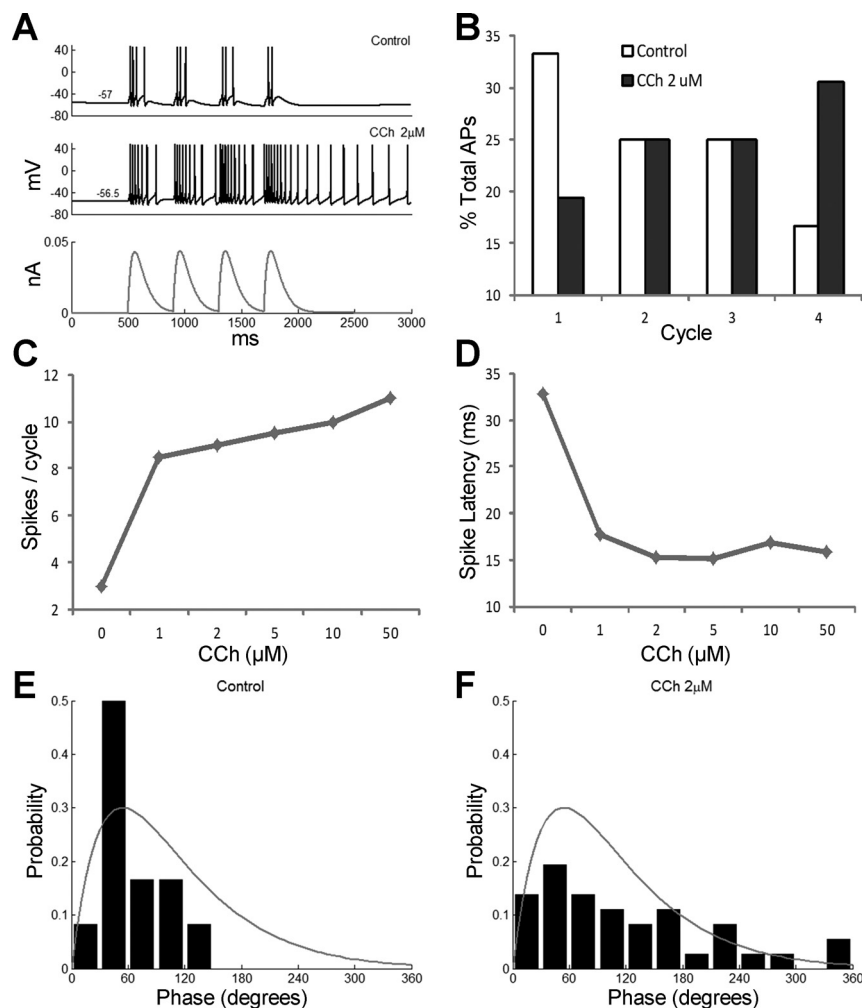 A
Control
40
0
-40
-80
-57
CCh 2µM
mV
40
0
-40
-80
-56.5
nA
0.05
0
0 500 1000 1500 2000 2500 3000
ms
B
Control
CCh 2 uM
% Total APs
35
30
25
20
15
10
1 2 3 4
Cycle
C
Spikes / cycle
12
10
8
6
4
2
0 1 2 5 10 50
CCh (µM)
D
Spike Latency (ms)
35
30
25
20
15
10
0 1 2 5 10 50
CCh (µM)
E
Control
Probability
0.5
0.4
0.3
0.2
0.1
0
0 60 120 180 240 300 360
Phase (degrees)
F
CCh 2µM
Probability
0.5
0.4
0.3
0.2
0.1
0
0 60 120 180 240 300 360
Phase (degrees)